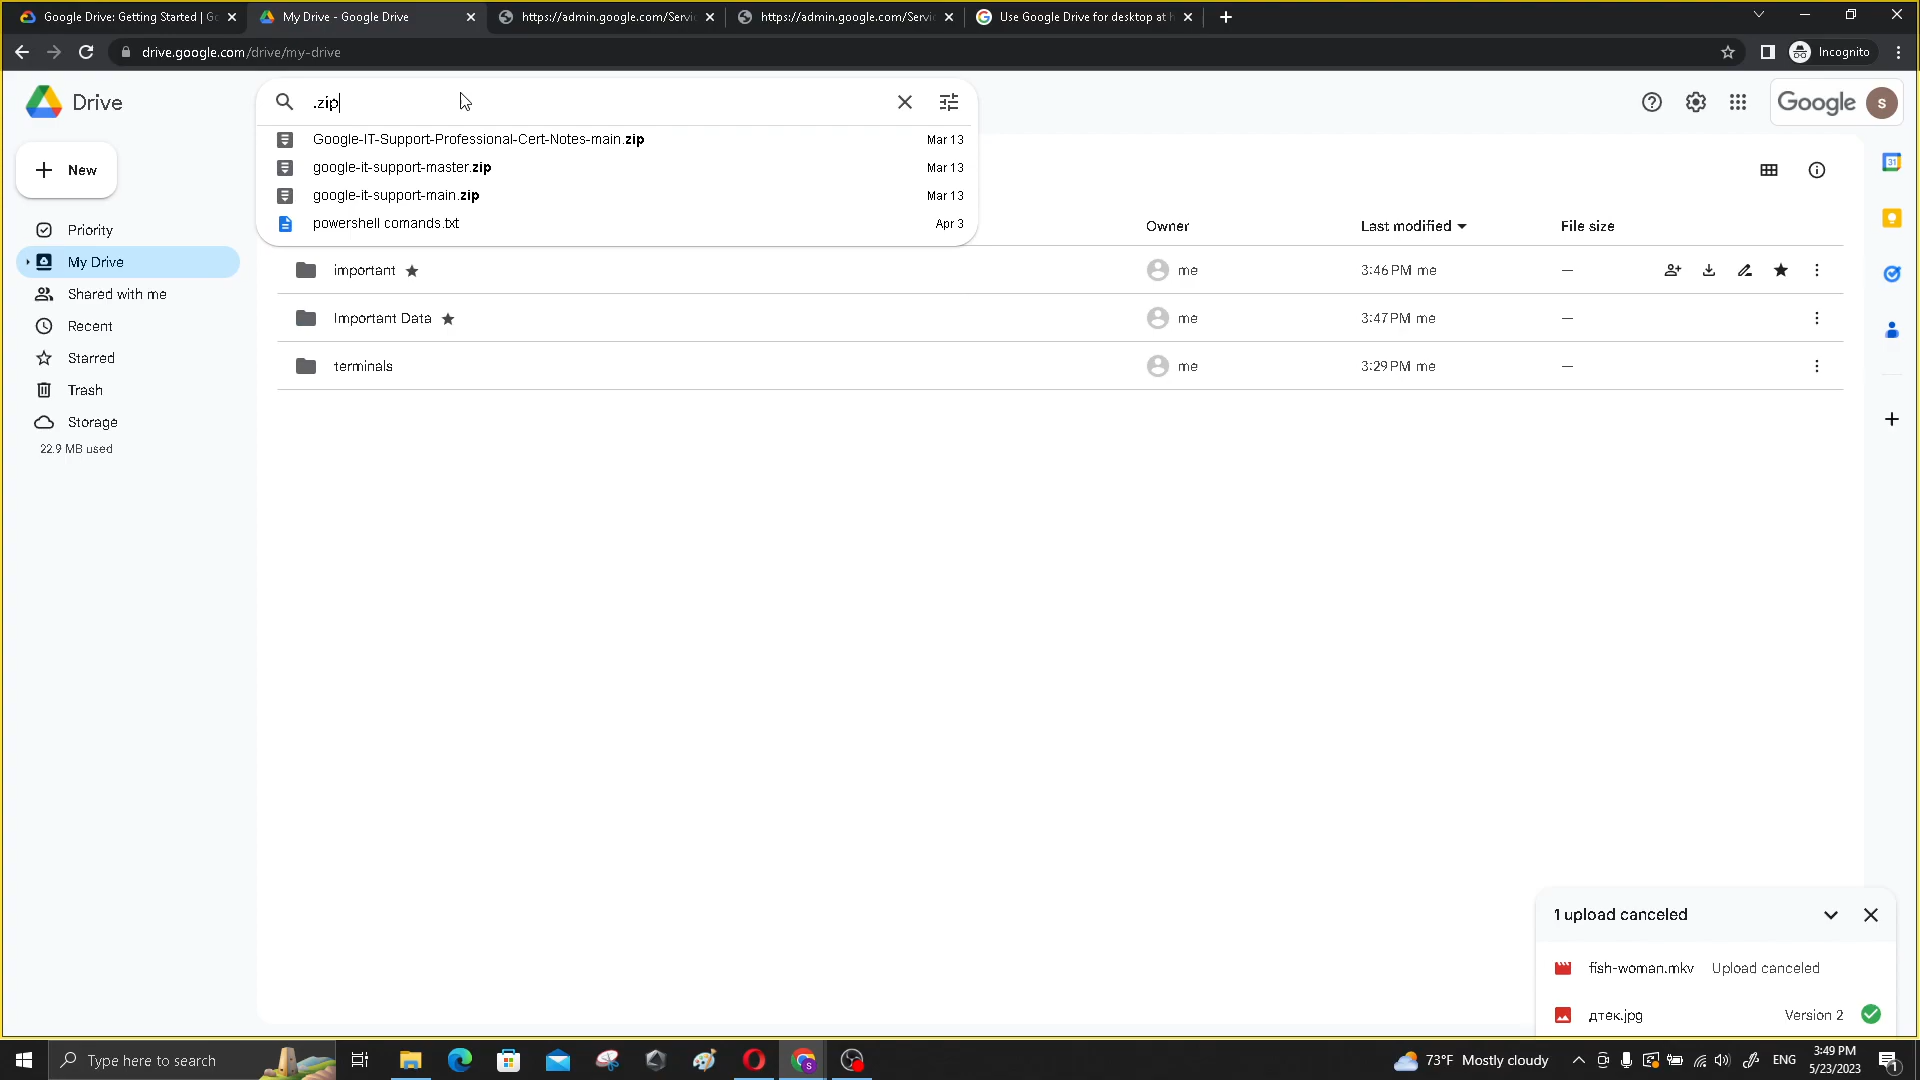 Google Drive: Getting Started | Go
My Drive - Google Drive
https://admin.google.com/Servi
https://admin.google.com/Servi
Use Google Drive for desktop at h
drive.google.com/drive/my-drive
Incognito
Drive
.zip
Google
s
Google-IT-Support-Professional-Cert-Notes-main.zip
Mar 13
google-it-support-master.zip
Mar 13
google-it-support-main.zip
Mar 13
powershell comands.txt
Apr 3
New
Priority
My Drive
Shared with me
Recent
Starred
Trash
Storage
22.9 MB used
Owner
Last modified
File size
important
me
3:46 PM me
—
Important Data
me
3:47 PM me
—
terminals
me
3:29 PM me
—
31
1 upload canceled
fish-woman.mkv
Upload canceled
дтек.jpg
Version 2
Type here to search
73°F Mostly cloudy
ENG
3:49 PM
5/23/2023
1